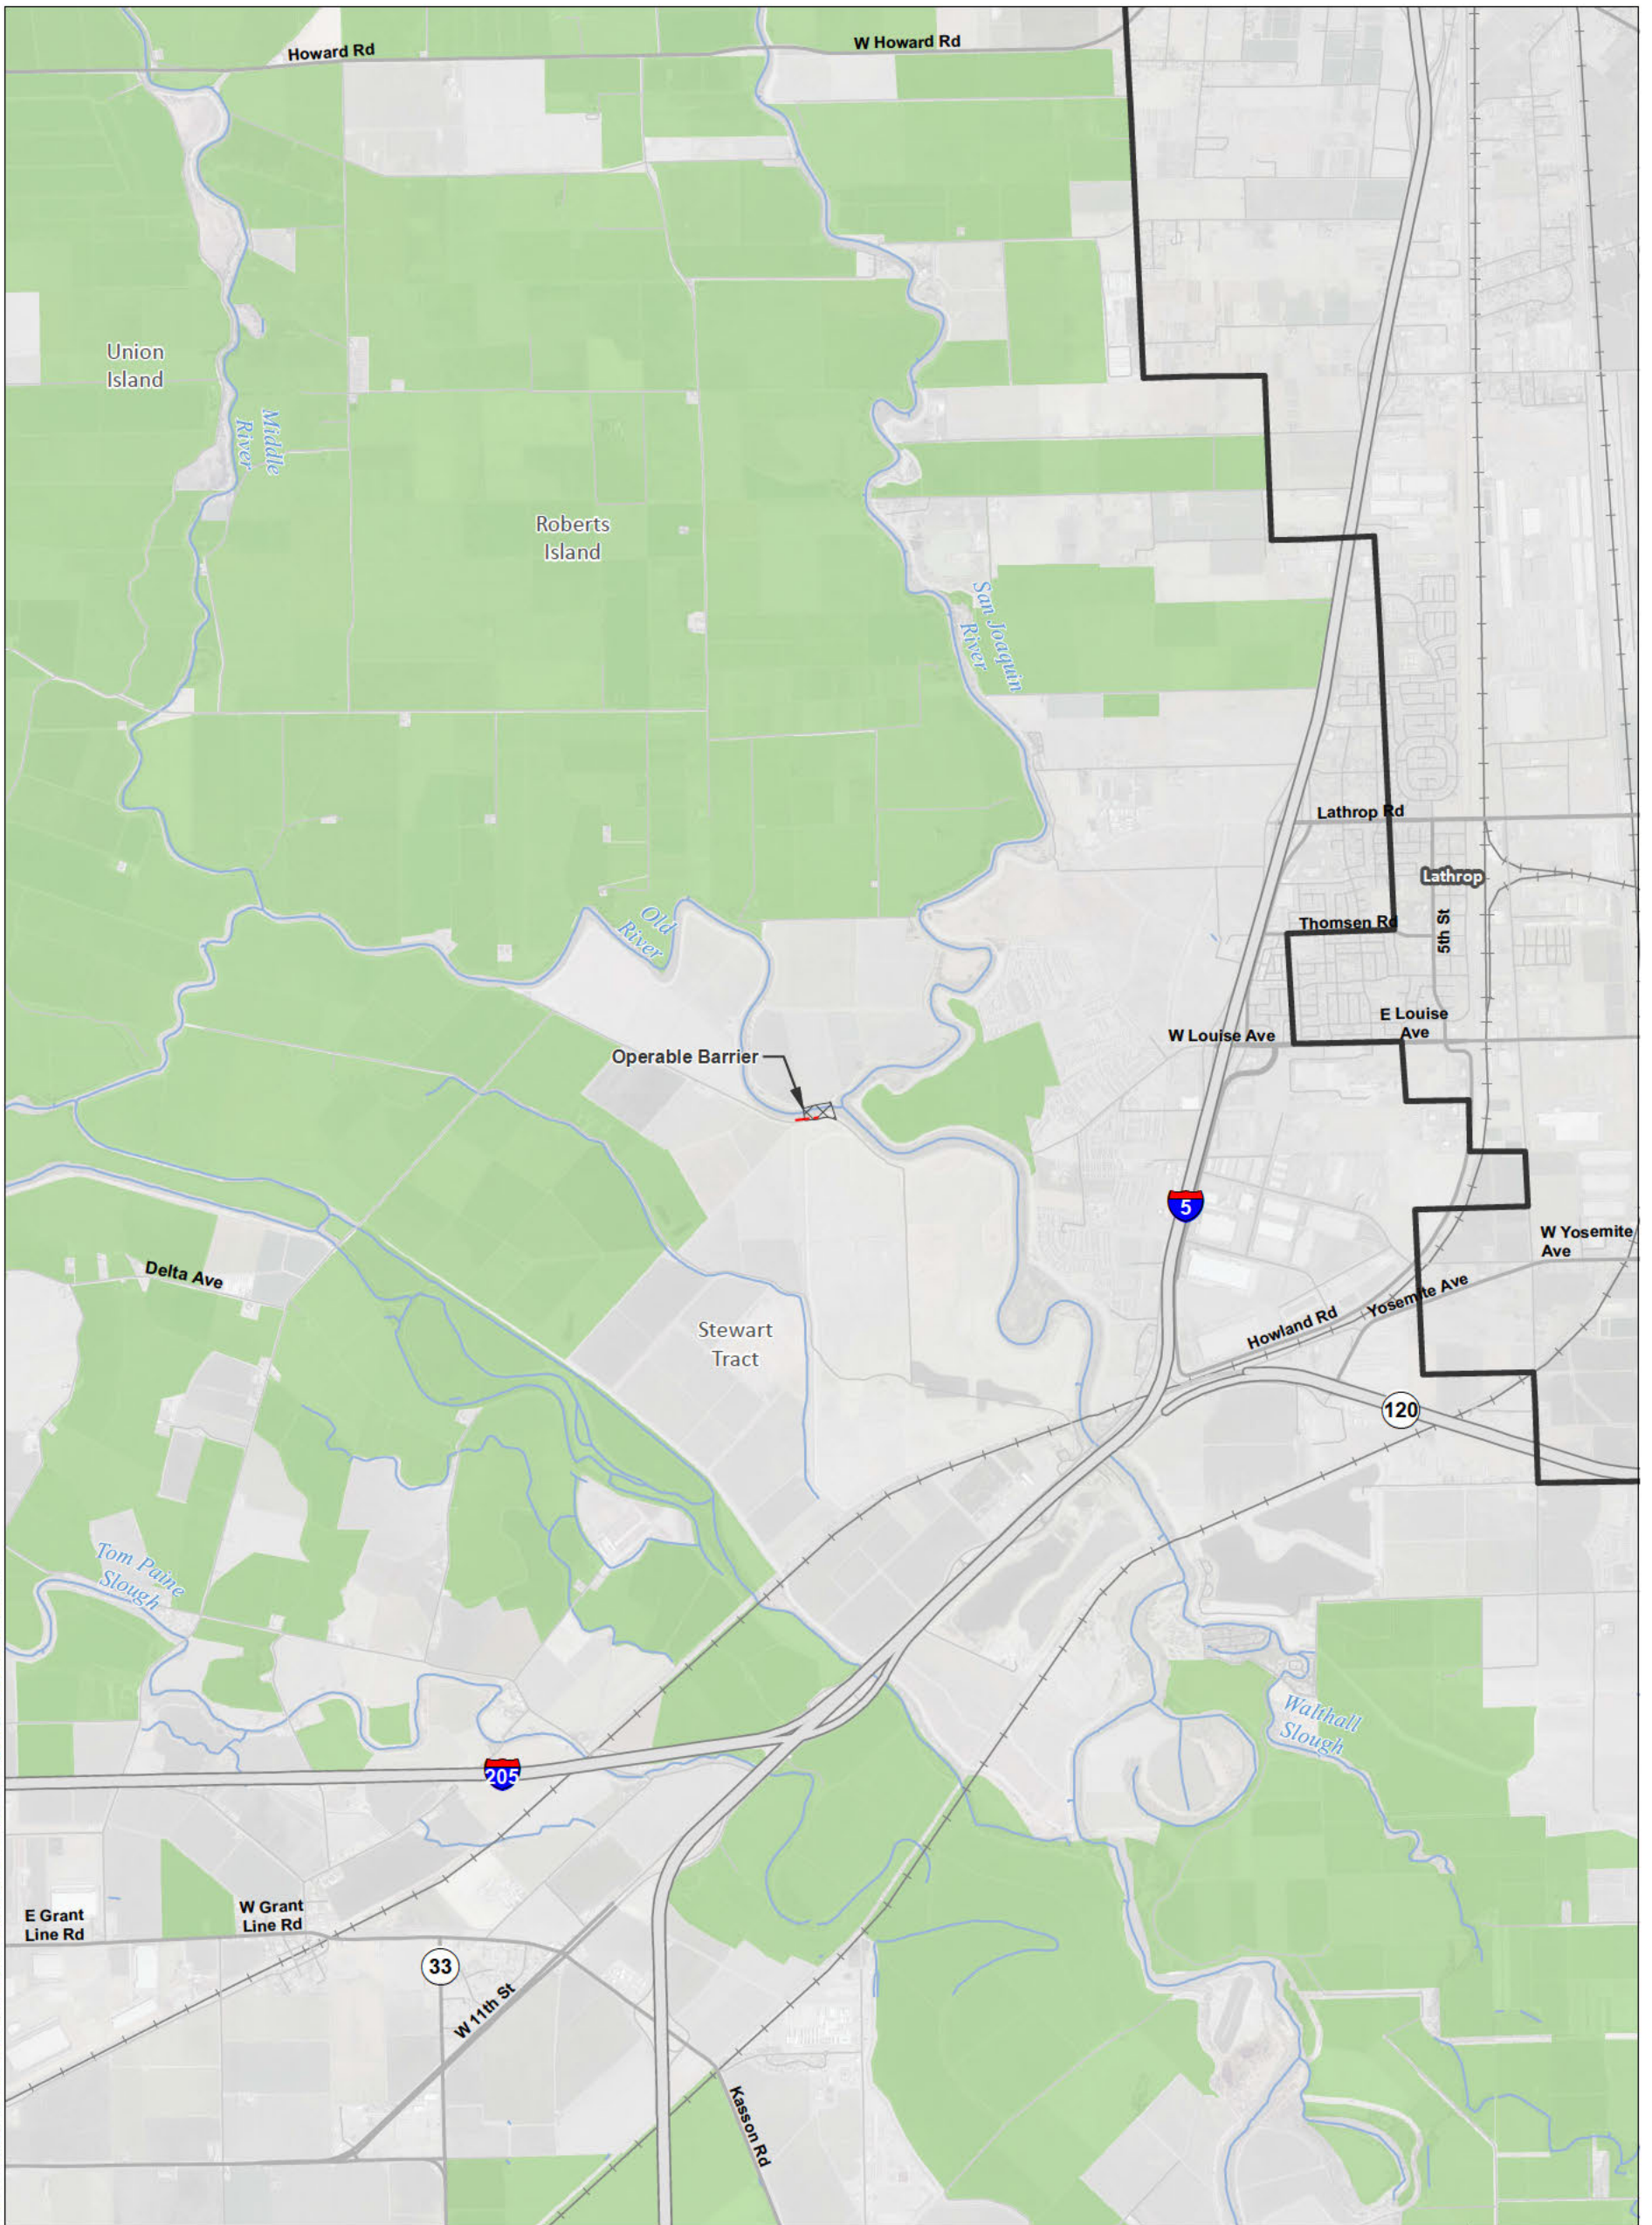 Howard Rd
W Howard Rd
Union
Island
Middle
River
Roberts
Island
San Joaquin
River
Lathrop Rd
Lathrop
Old
River
Thomsen Rd
5th St
E Louise
Ave
W Louise Ave
Operable Barrier
5
W Yosemite
Ave
Delta Ave
Yosemite Ave
Howland Rd
Stewart
Tract
120
Tom Paine
Slough
Walthall
Slough
205
E Grant
Line Rd
W Grant
Line Rd
33
W 11th St
Kasson Rd